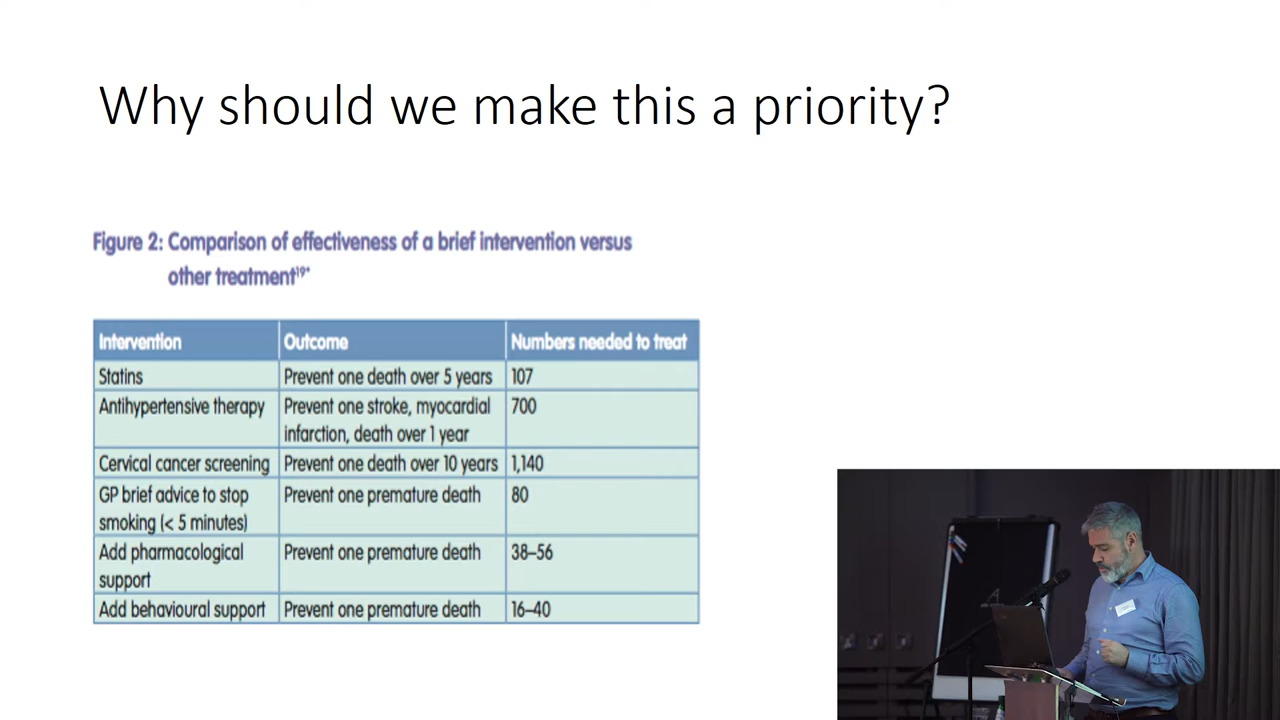 Why should we make this a priority?
Figure 2: Comparison of effectiveness of a brief intervention versus
other treatment¹⁹*
Intervention Outcome Numbers needed to treat
Statins Prevent one death over 5 years 107
Antihypertensive therapy Prevent one stroke, myocardial 700
infarction, death over 1 year
Cervical cancer screening Prevent one death over 10 years 1,140
GP brief advice to stop Prevent one premature death 80
smoking (< 5 minutes)
Add pharmacological Prevent one premature death 38–56
support
Add behavioural support Prevent one premature death 16–40